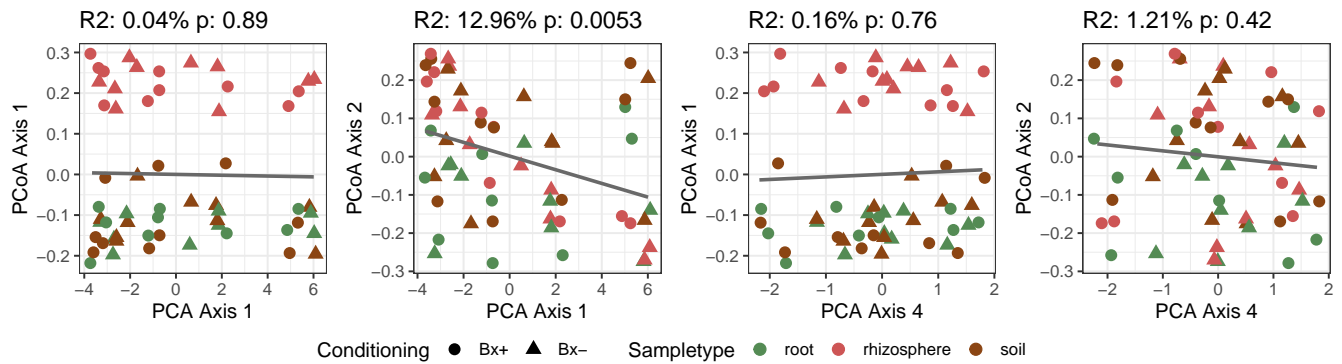 R2: 0.04% p: 0.89
0.3
0.2
0.1
0.0
−0.1
−0.2
PCoA Axis 1
−4 −2 0 2 4 6
PCA Axis 1
R2: 12.96% p: 0.0053
0.2
0.1
0.0
−0.1
−0.2
−0.3
PCoA Axis 2
−4 −2 0 2 4 6
PCA Axis 1
R2: 0.16% p: 0.76
0.3
0.2
0.1
0.0
−0.1
−0.2
PCoA Axis 1
−2 −1 0 1 2
PCA Axis 4
R2: 1.21% p: 0.42
0.2
0.1
0.0
−0.1
−0.2
−0.3
PCoA Axis 2
−2 −1 0 1 2
PCA Axis 4
Conditioning Bx+ Bx− Sampletype root rhizosphere soil